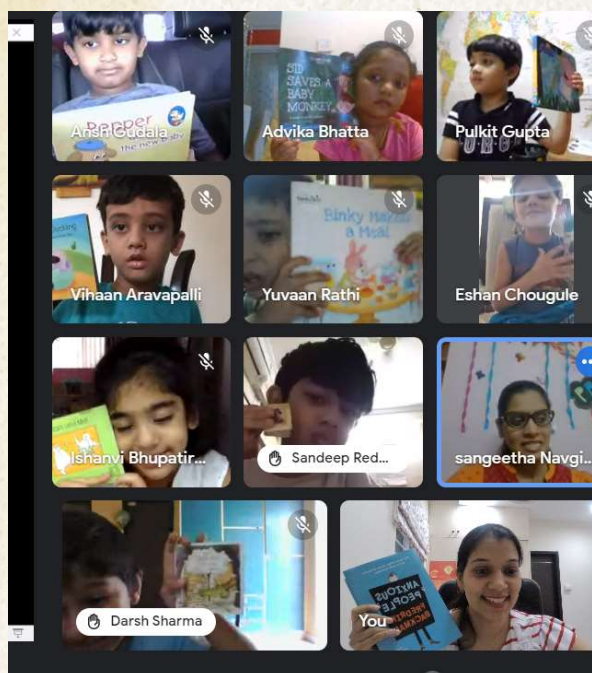 Pepper
the new baby
Ansh Gudala
SID
SAVES A
BABY
MONKEY
Advika Bhatta
Pulkit Gupta
Vihaan Aravapalli
Binky Makes
a Meal
Yuvaan Rathi
Eshan Chougule
Ishanvi Bhupatir...
Sandeep Red...
sangeetha Navgi...
Darsh Sharma
ANXIOUS
PEOPLE
FREDRIK
BACKMAN
You